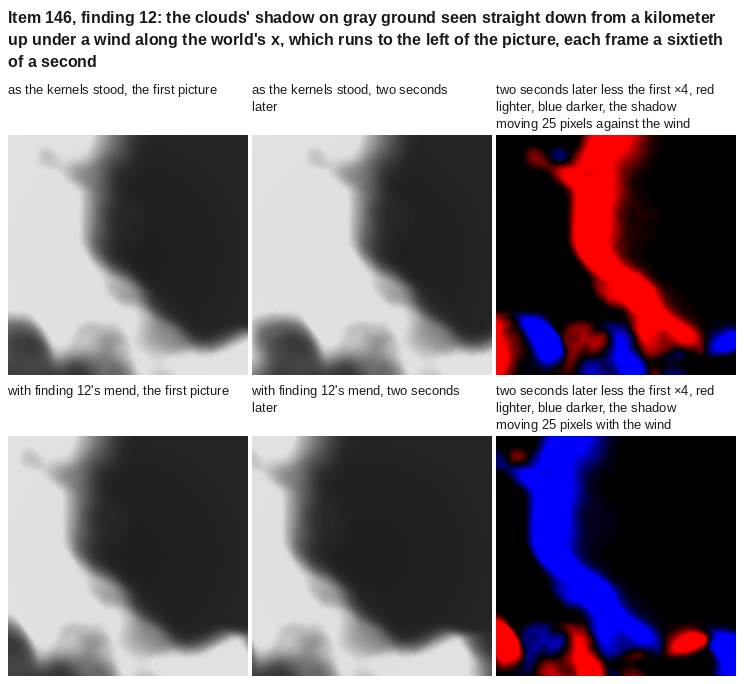 Item 146, finding 12: the clouds' shadow on gray ground seen straight down from a kilometer
up under a wind along the world's x, which runs to the left of the picture, each frame a sixtieth
of a second
as the kernels stood, the first picture
as the kernels stood, two seconds
later
two seconds later less the first ×4, red
lighter, blue darker, the shadow
moving 25 pixels against the wind
with finding 12's mend, the first picture
with finding 12's mend, two seconds
later
two seconds later less the first ×4, red
lighter, blue darker, the shadow
moving 25 pixels with the wind